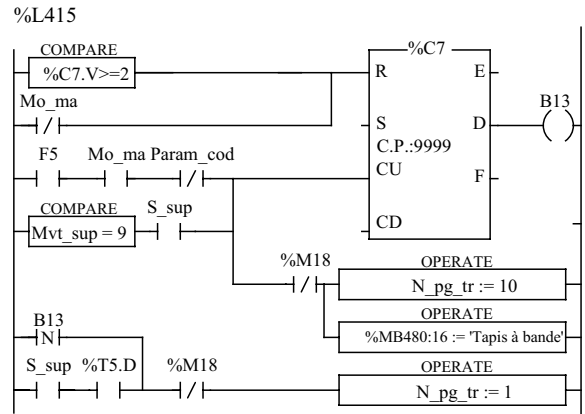 %L415
COMPARE
%C7.V>=2
Mo_ma
%C7
R
E
S
D
C.P.:9999
CU
F
CD
B13
F5 Mo_ma Param_cod
COMPARE
Mvt_sup = 9
S_sup
%M18
OPERATE
N_pg_tr := 10
OPERATE
%MB480:16 := 'Tapis à bande'
B13
N
S_sup %T5.D %M18
OPERATE
N_pg_tr := 1